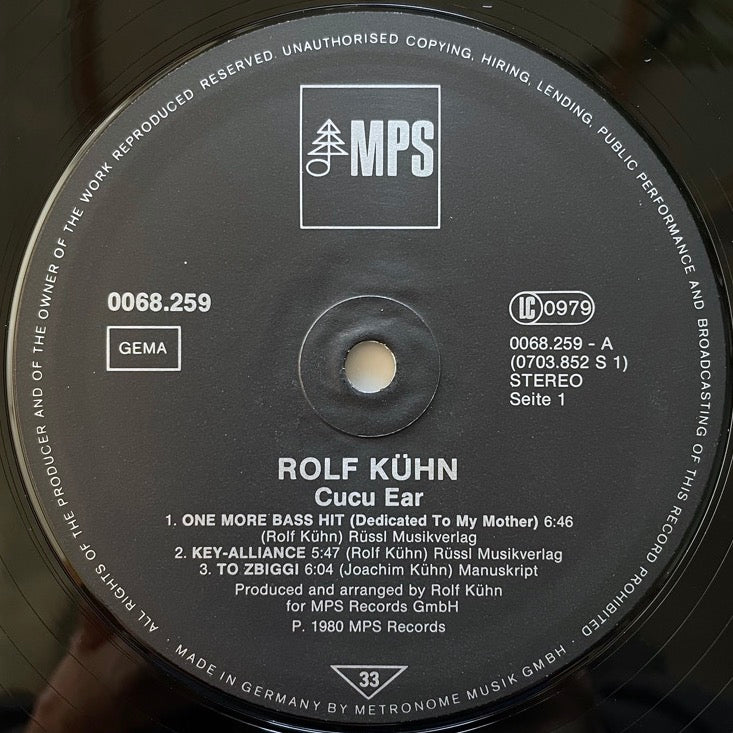 ALL RIGHTS OF THE PRODUCER AND OF THE OWNER OF THE WORK REPRODUCED RESERVED. UNAUTHORISED COPYING, HIRING, LENDING, PUBLIC PERFORMANCE AND BROADCASTING OF THIS RECORD PROHIBITED ·
MPS
0068.259
GEMA
LC 0979
0068.259 - A
(0703.852 S 1)
STEREO
Seite 1
ROLF KÜHN
Cucu Ear
1. ONE MORE BASS HIT (Dedicated To My Mother) 6:46
(Rolf Kühn) Rüssl Musikverlag
2. KEY-ALLIANCE 5:47 (Rolf Kühn) Rüssl Musikverlag
3. TO ZBIGGI 6:04 (Joachim Kühn) Manuskript
Produced and arranged by Rolf Kühn
for MPS Records GmbH
P. 1980 MPS Records
33
· MADE IN GERMANY BY METRONOME MUSIK GMBH ·